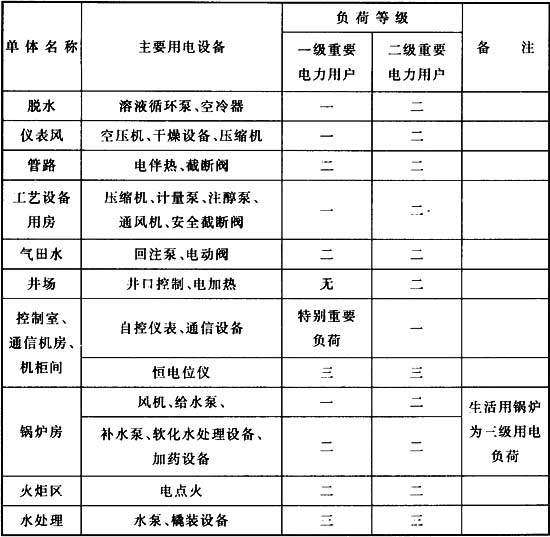 单体名称
主要用电设备
负荷等级
备 注
一级重要
电力用户
二级重要
电力用户
脱水
溶液循环泵、空冷器
一
二
仪表风
空压机、干燥设备、压缩机
一
二
管路
电伴热、截断阀
二
二
工艺设备
用房
压缩机、计量泵、注醇泵、
通风机、安全截断阀
一
二
气田水
回注泵、电动阀
二
二
井场
井口控制、电加热
无
二
控制室、
通信机房、
机柜间
自控仪表、通信设备
特别重要
负荷
一
恒电位仪
三
三
锅炉房
风机、给水泵、
一
二
补水泵、软化水处理设备、
加药设备
二
二
生活用锅炉
为三级用电
负荷
火炬区
电点火
二
二
水处理
水泵、橇装设备
三
三